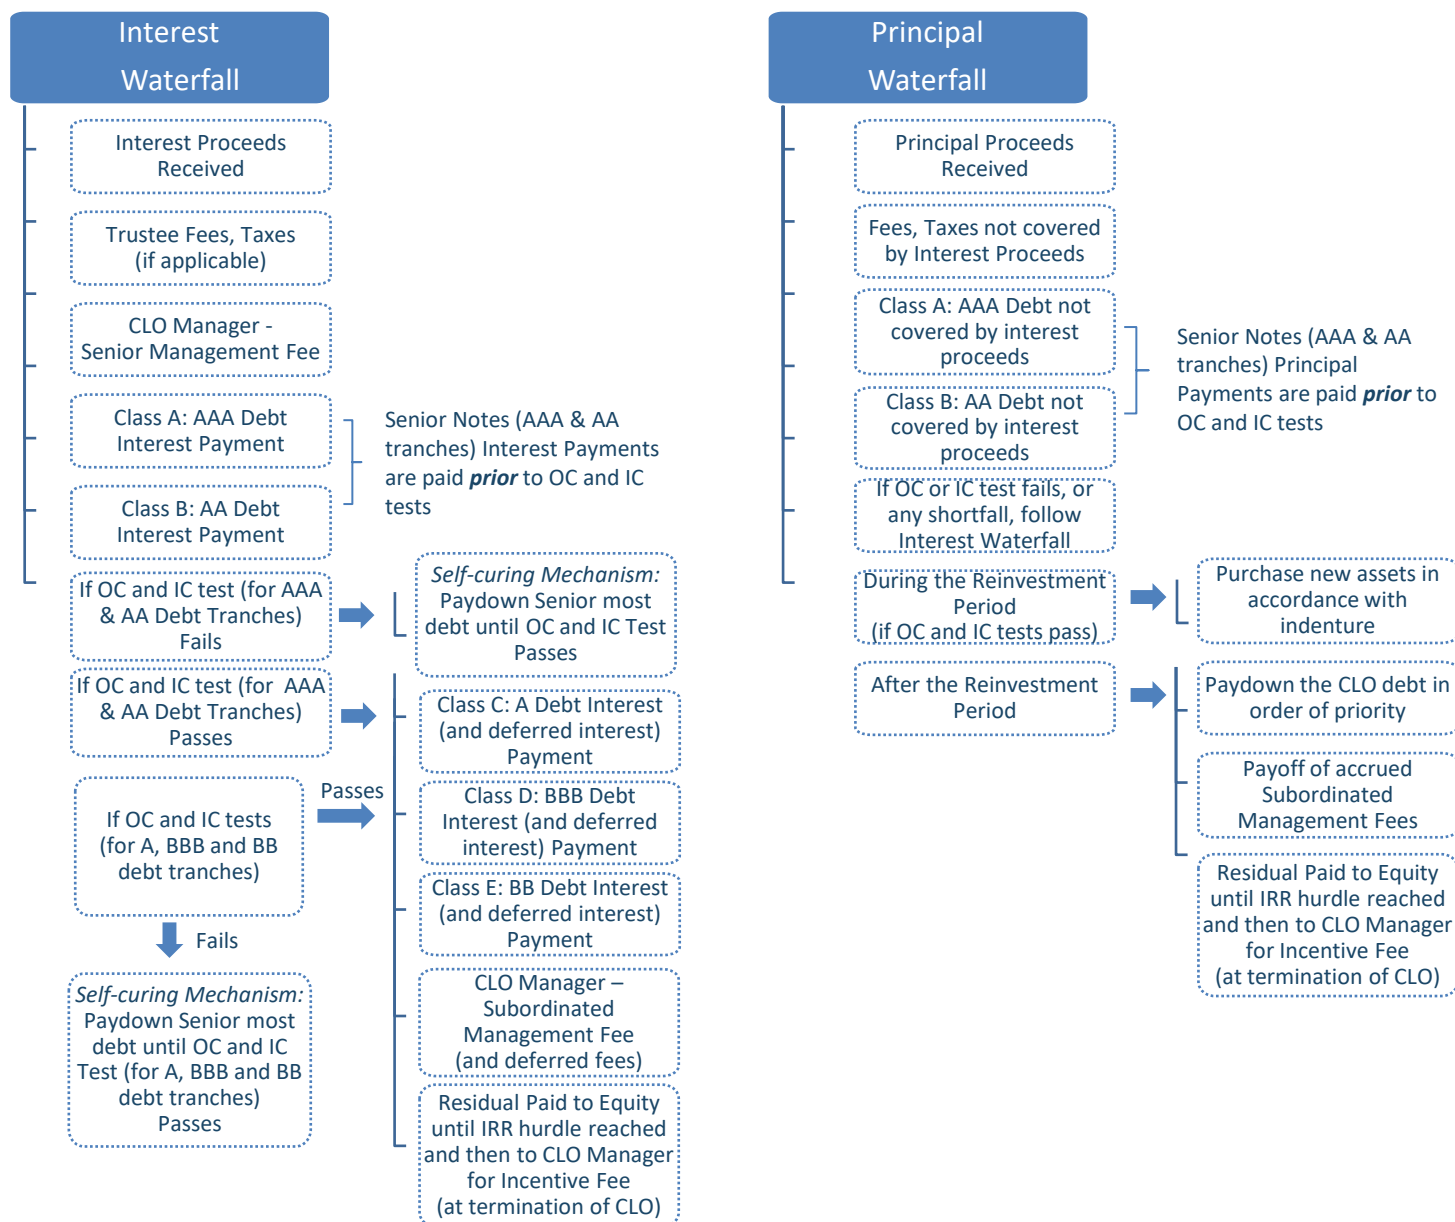 Interest
Waterfall
Interest Proceeds
Received
Trustee Fees, Taxes
(if applicable)
CLO Manager -
Senior Management Fee
Class A: AAA Debt
Interest Payment
Class B: AA Debt
Interest Payment
Senior Notes (AAA & AA
tranches) Interest Payments
are paid prior to OC and IC
tests
If OC and IC test (for AAA
& AA Debt Tranches)
Fails
Self-curing Mechanism:
Paydown Senior most
debt until OC and IC Test
Passes
If OC and IC test (for AAA
& AA Debt Tranches)
Passes
Class C: A Debt Interest
(and deferred interest)
Payment
If OC and IC tests
(for A, BBB and BB
debt tranches)
Passes
Class D: BBB Debt
Interest (and deferred
interest) Payment
Class E: BB Debt Interest
(and deferred interest)
Payment
CLO Manager –
Subordinated
Management Fee
(and deferred fees)
Residual Paid to Equity
until IRR hurdle reached
and then to CLO Manager
for Incentive Fee
(at termination of CLO)
Fails
Self-curing Mechanism:
Paydown Senior most
debt until OC and IC
Test (for A, BBB and BB
debt tranches)
Passes
Principal
Waterfall
Principal Proceeds
Received
Fees, Taxes not covered
by Interest Proceeds
Class A: AAA Debt not
covered by interest
proceeds
Class B: AA Debt not
covered by interest
proceeds
Senior Notes (AAA & AA
tranches) Principal
Payments are paid prior to
OC and IC tests
If OC or IC test fails, or
any shortfall, follow
Interest Waterfall
During the Reinvestment
Period
(if OC and IC tests pass)
Purchase new assets in
accordance with
indenture
After the Reinvestment
Period
Paydown the CLO debt in
order of priority
Payoff of accrued
Subordinated
Management Fees
Residual Paid to Equity
until IRR hurdle reached
and then to CLO Manager
for Incentive Fee
(at termination of CLO)